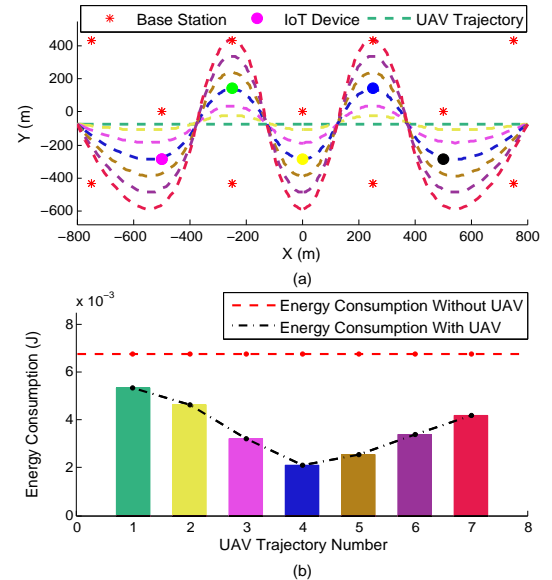 Base Station IoT Device UAV Trajectory
400
200
0
−200
−400
−600
Y (m)
−800 −600 −400 −200 0 200 400 600 800
X (m)
(a)
x 10−3
Energy Consumption Without UAV
Energy Consumption With UAV
8
6
4
2
0
Energy Consumption (J)
0 1 2 3 4 5 6 7 8
UAV Trajectory Number
(b)